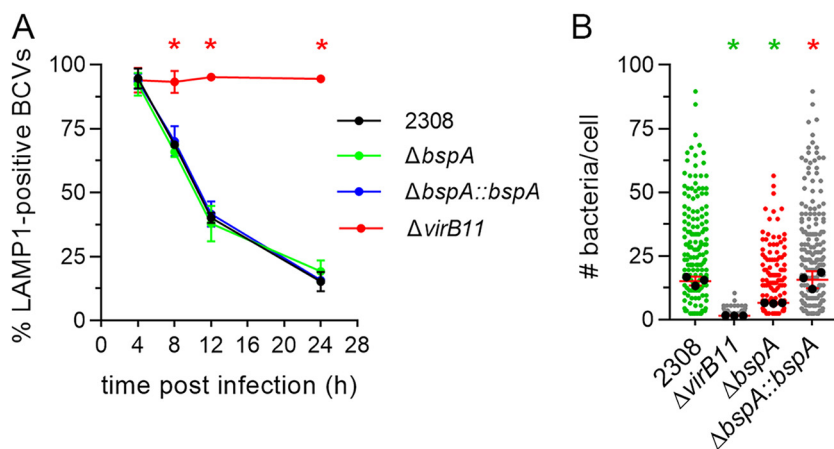 A
* * *
% LAMP1-positive BCVs
100
75
50
25
0
0 4 8 12 16 20 24 28
time post infection (h)
2308
ΔbspA
ΔbspA::bspA
ΔvirB11
B
* * *
# bacteria/cell
100
75
50
25
0
2308
ΔvirB11
ΔbspA
ΔbspA::bspA